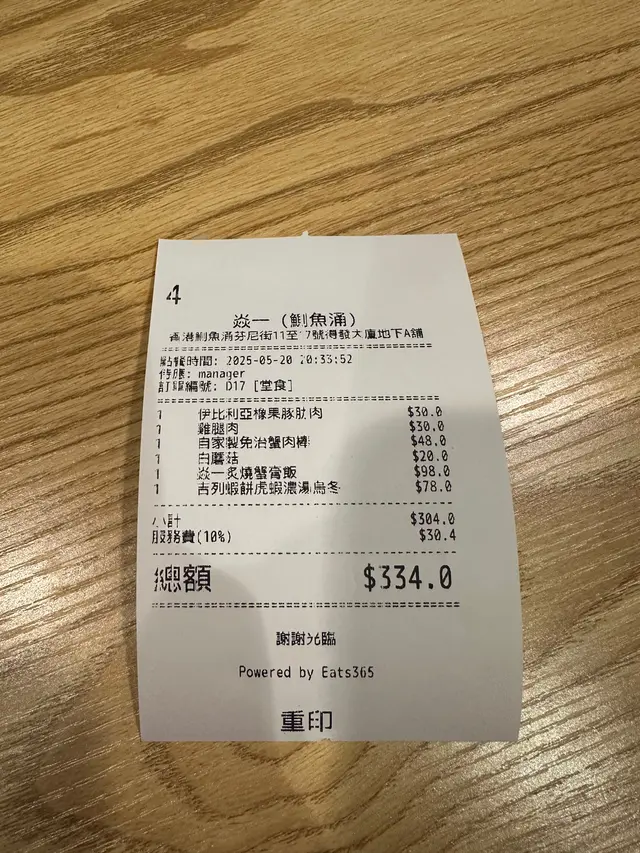 4
焱一 (鰂魚涌)
香港鰂魚涌芬尼街11至17號得發大廈地下A舖
點餐時間: 2025-05-20 20:33:52
侍應: manager
訂單編號: D17 [堂食]
1 伊比利亞橡果豚肋肉 $30.0
1 雞腿肉 $30.0
1 自家製免治蟹肉棒 $48.0
1 白蘑菇 $20.0
1 焱一炙燒蟹膏飯 $98.0
1 吉列蝦餅虎蝦濃湯烏冬 $78.0
小計 $304.0
服務費(10%) $30.4
總額 $334.0
謝謝光臨
Powered by Eats365
重印